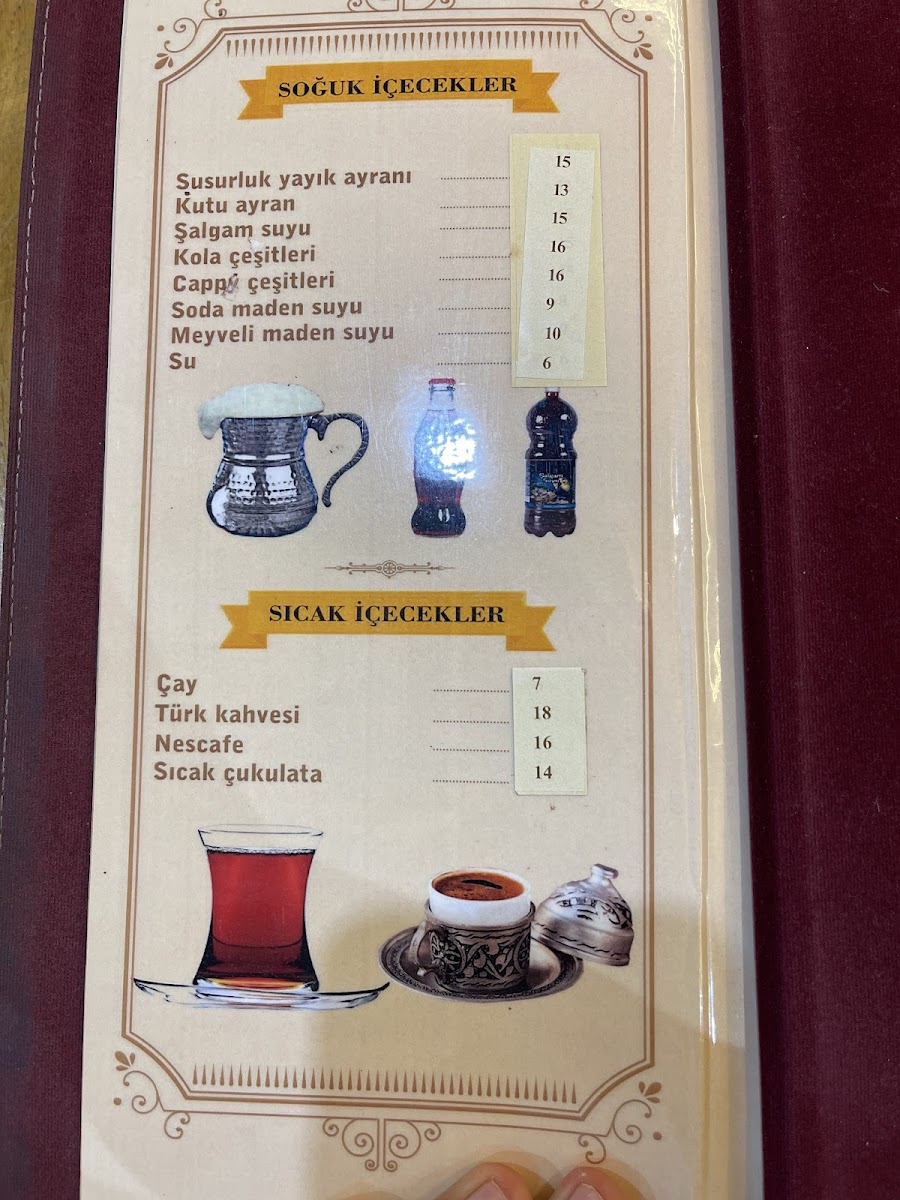 SOĞUK İÇECEKLER
Susurluk yayık ayranı 15
Kutu ayran 13
Şalgam suyu 15
Kola çeşitleri 16
Cappy çeşitleri 16
Soda maden suyu 9
Meyveli maden suyu 10
Su 6
Şalgam
SICAK İÇECEKLER
Çay 7
Türk kahvesi 18
Nescafe 16
Sıcak çukulata 14